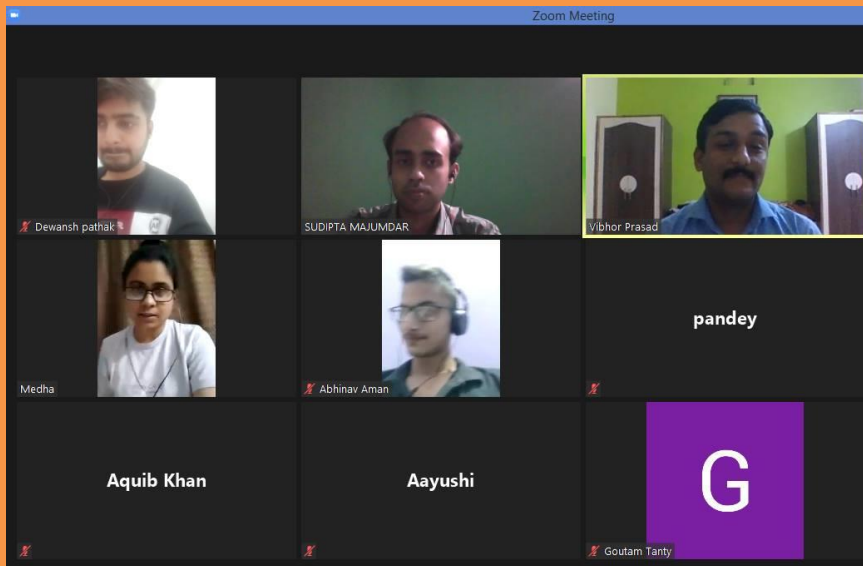 Zoom Meeting
Dewansh pathak
SUDIPTA MAJUMDAR
Vibhor Prasad
Medha
Abhinav Aman
pandey
Aquib Khan
Aayushi
G
Goutam Tanty